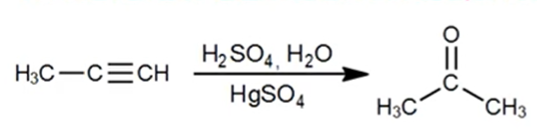 H₃C—C≡CH
H₂SO₄, H₂O
HgSO₄
O
C
H₃C CH₃